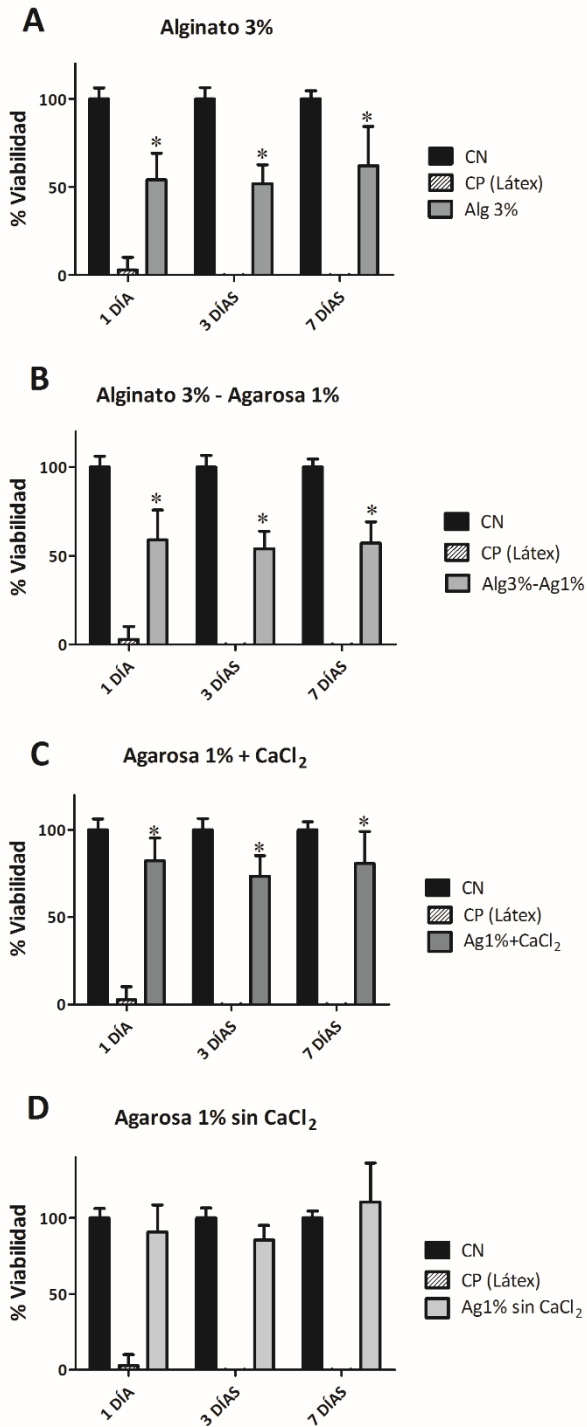 A
Alginato 3%
% Viabilidad
100
50
0
* * *
1 DÍA
3 DÍAS
7 DÍAS
CN
CP (Látex)
Alg 3%
B
Alginato 3% - Agarosa 1%
% Viabilidad
100
50
0
* * *
1 DÍA
3 DÍAS
7 DÍAS
CN
CP (Látex)
Alg3%-Ag1%
C
Agarosa 1% + CaCl₂
% Viabilidad
100
50
0
* * *
1 DÍA
3 DÍAS
7 DÍAS
CN
CP (Látex)
Ag1%+CaCl₂
D
Agarosa 1% sin CaCl₂
% Viabilidad
100
50
0
1 DÍA
3 DÍAS
7 DÍAS
CN
CP (Látex)
Ag1% sin CaCl₂